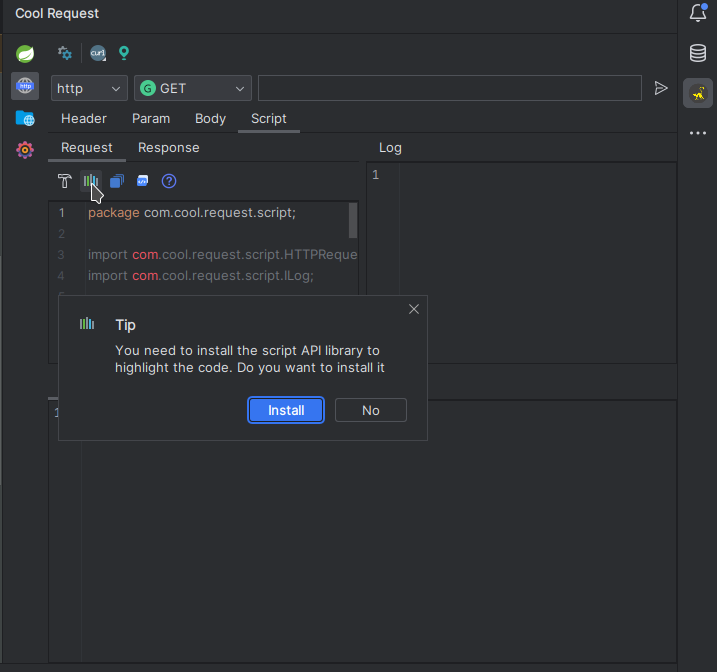 Cool Request
curl
http
http
G GET
Header Param Body Script
Request Response
Log
1 package com.cool.request.script;
2
3 import com.cool.request.script.HTTPReque
4 import com.cool.request.script.ILog;
1
Tip
You need to install the script API library to
highlight the code. Do you want to install it
Install No
1